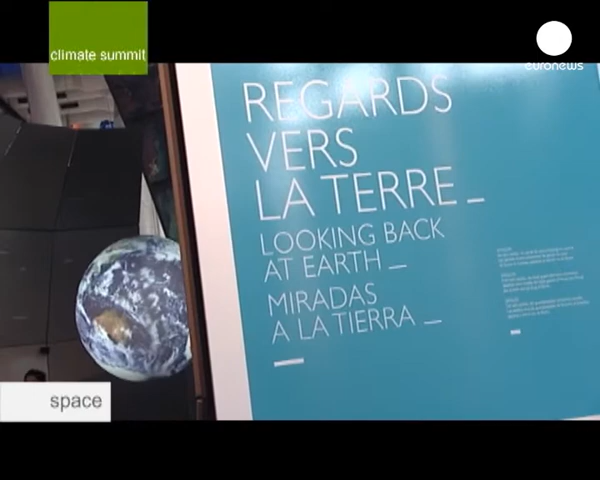 climate summit
euronews
REGARDS
VERS
LA TERRE _
LOOKING BACK
AT EARTH _
MIRADAS
A LA TIERRA _
space